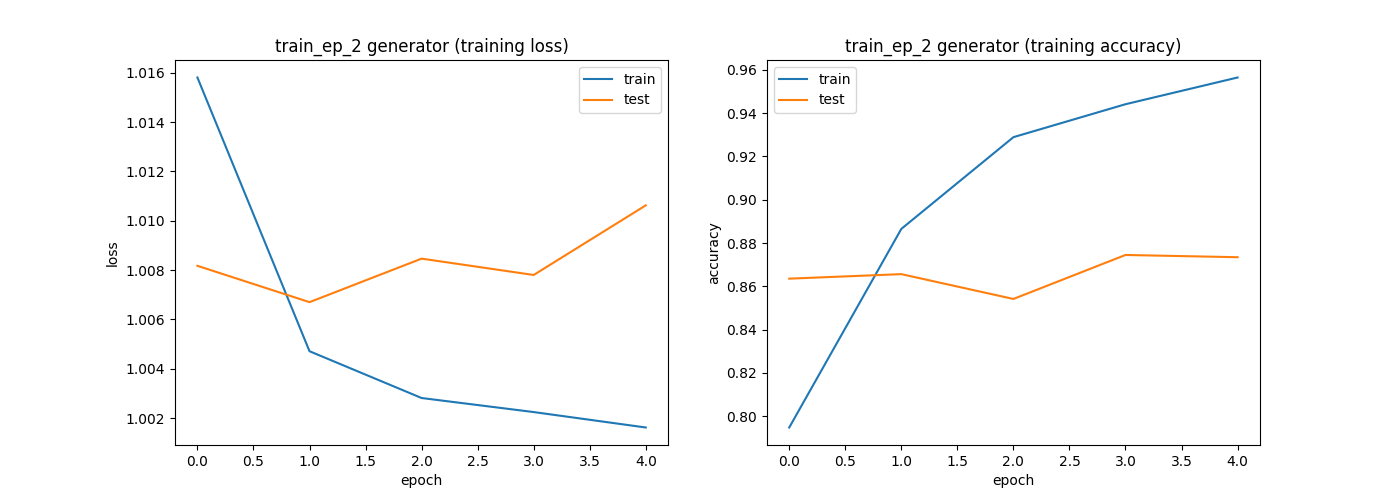 train_ep_2 generator (training loss)
1.016
1.014
1.012
1.010
1.008
1.006
1.004
1.002
loss
train
test
0.0 0.5 1.0 1.5 2.0 2.5 3.0 3.5 4.0
epoch
train_ep_2 generator (training accuracy)
0.96
0.94
0.92
0.90
0.88
0.86
0.84
0.82
0.80
accuracy
train
test
0.0 0.5 1.0 1.5 2.0 2.5 3.0 3.5 4.0
epoch